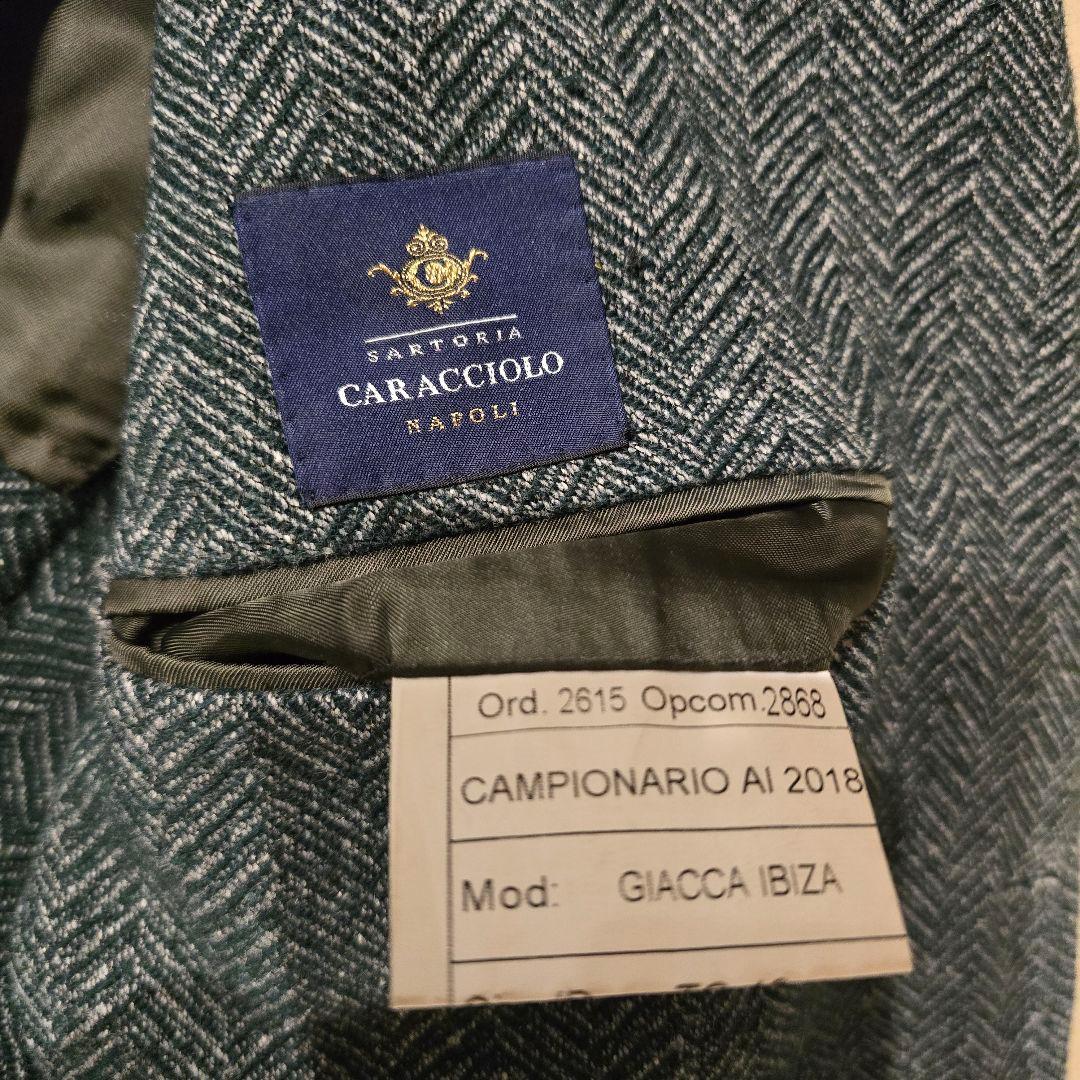 SARTORIA
CARACCIOLO
NAPOLI
Ord. 2615 Opcom.2868
CAMPIONARIO AI 2018
Mod: GIACCA IBIZA